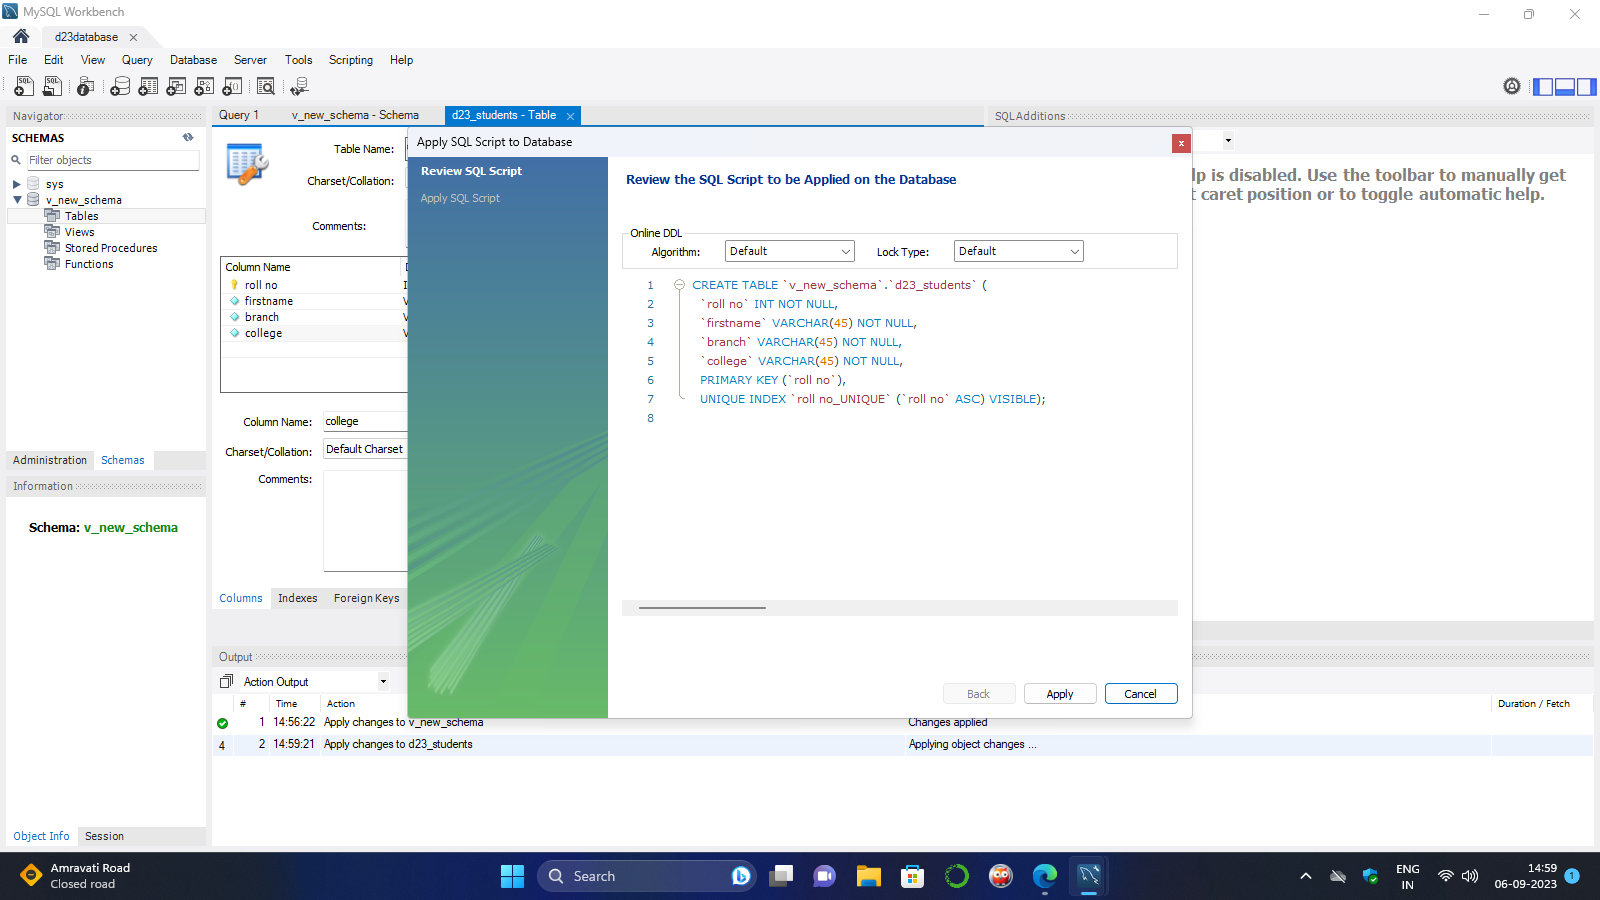 MySQL Workbench
d23database
File Edit View Query Database Server Tools Scripting Help
Navigator
SCHEMAS
Filter objects
sys
v_new_schema
Tables
Views
Stored Procedures
Functions
Administration Schemas
Information
Schema: v_new_schema
Object Info Session
Query 1 v_new_schema - Schema d23_students - Table
Table Name:
Charset/Collation:
Comments:
Column Name
roll no
firstname
branch
college
Column Name: college
Charset/Collation: Default Charset
Comments:
Columns Indexes Foreign Keys
Apply SQL Script to Database
Review SQL Script
Apply SQL Script
Review the SQL Script to be Applied on the Database
Online DDL
Algorithm: Default Lock Type: Default
1 CREATE TABLE `v_new_schema`.`d23_students` (
2 `roll no` INT NOT NULL,
3 `firstname` VARCHAR(45) NOT NULL,
4 `branch` VARCHAR(45) NOT NULL,
5 `college` VARCHAR(45) NOT NULL,
6 PRIMARY KEY (`roll no`),
7 UNIQUE INDEX `roll no_UNIQUE` (`roll no` ASC) VISIBLE);
8
Back Apply Cancel
SQLAdditions
is disabled. Use the toolbar to manually get
caret position or to toggle automatic help.
Output
Action Output
# Time Action Duration / Fetch
1 14:56:22 Apply changes to v_new_schema Changes applied
4 2 14:59:21 Apply changes to d23_students Applying object changes ...
Amravati Road
Closed road
Search
ENG
IN
14:59
06-09-2023
1